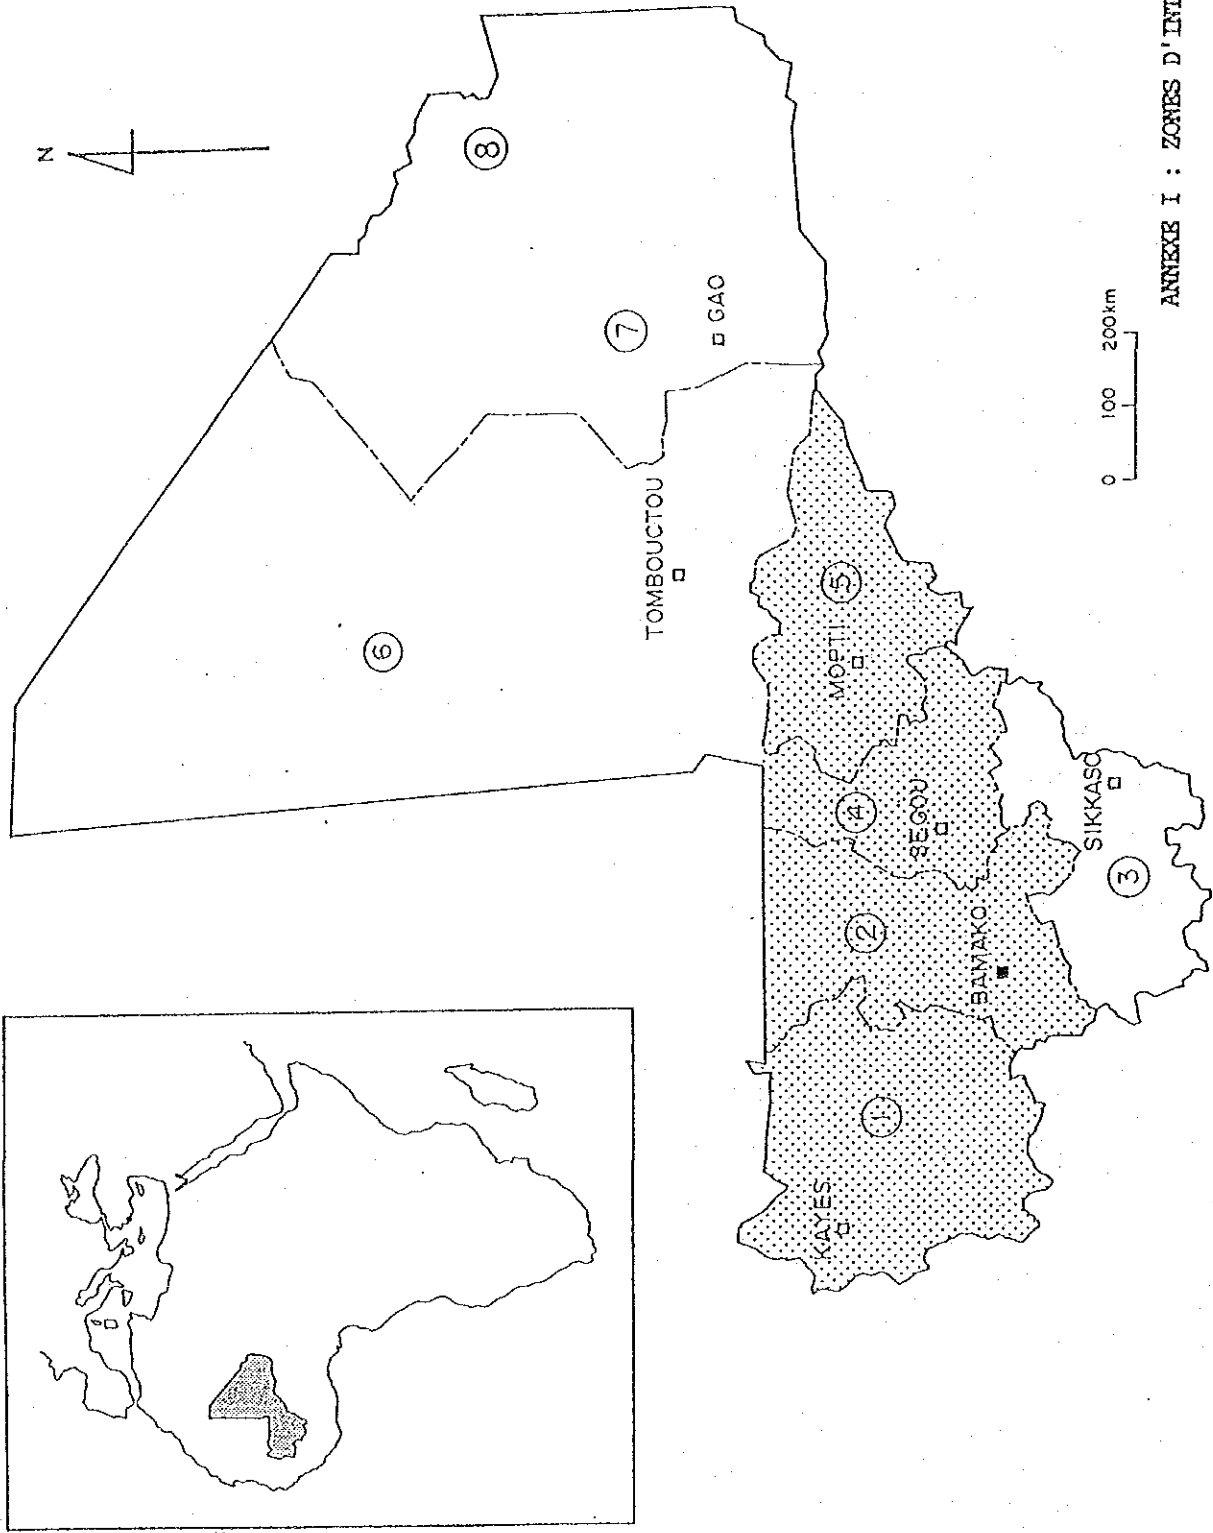 N
8
7
GAO
6
TOMBOUCTOU
5
MOPTI
4
SEGOU
2
BAMAKO
1
KAYES
SIKKASO
3
0 100 200km
ANNEXE I : ZONES D'INT